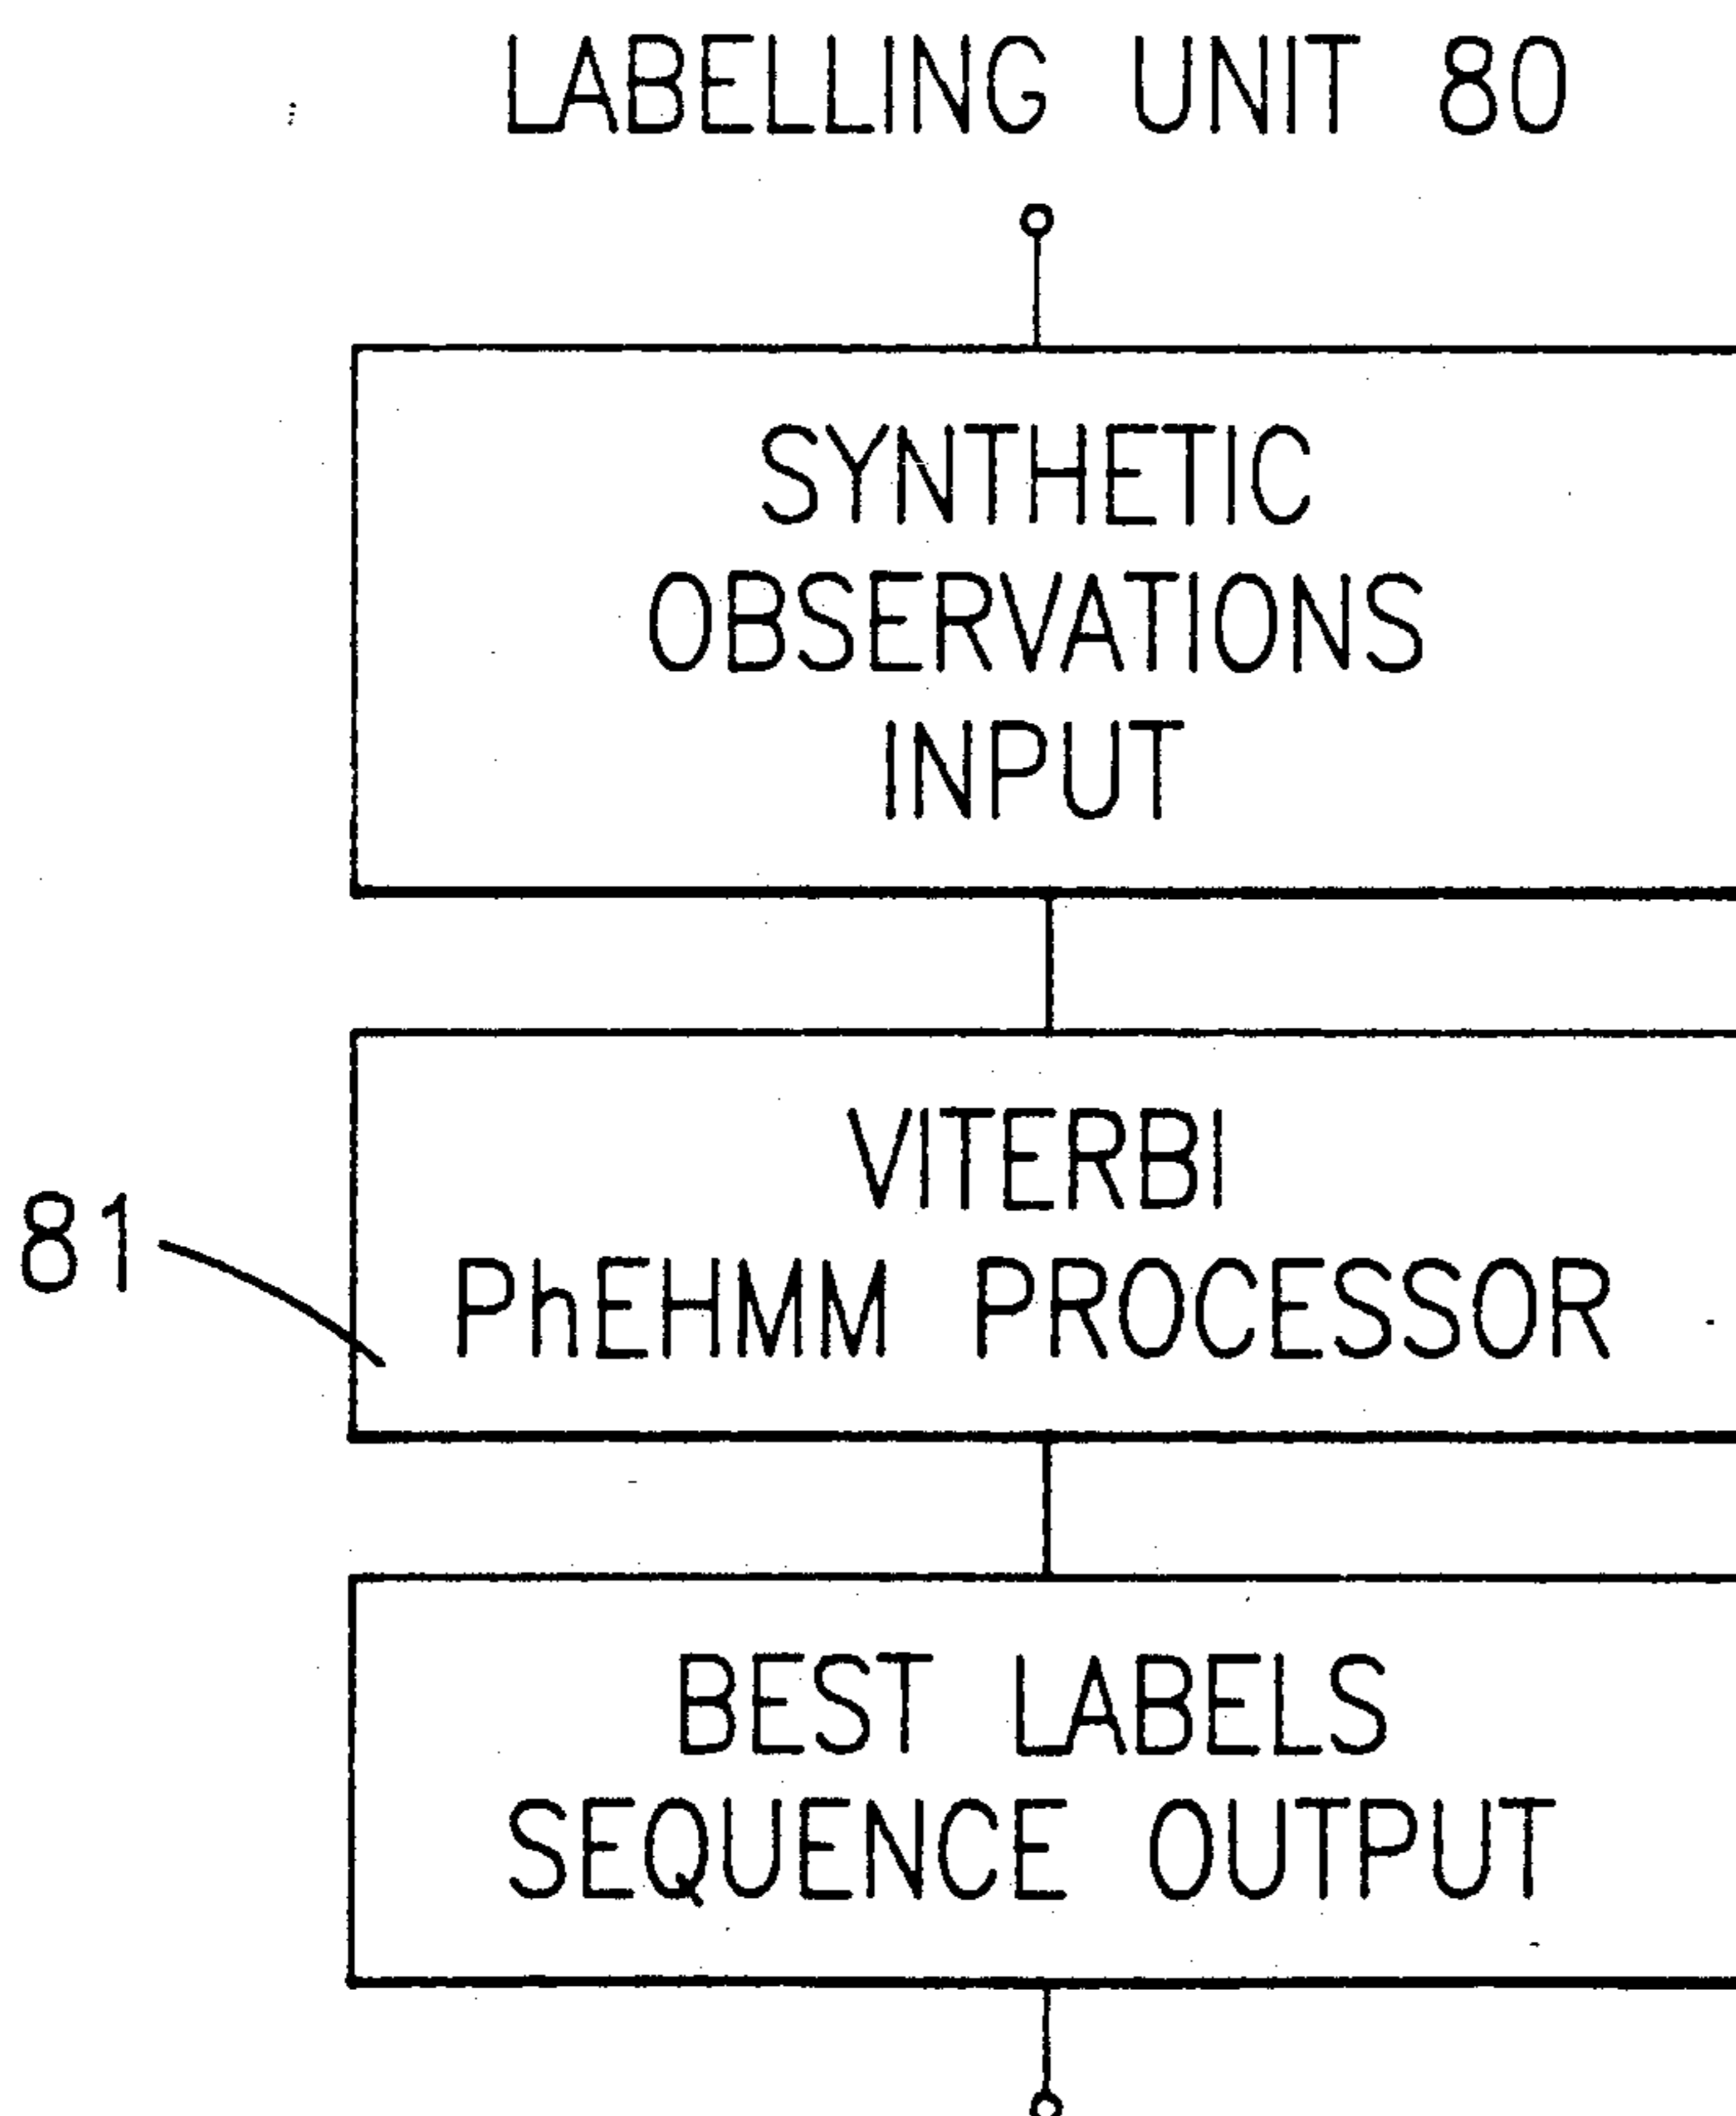 LABELLING UNIT 80
SYNTHETIC
OBSERVATIONS
INPUT
VITERBI
81
PhEHMM PROCESSOR
BEST LABELS
SEQUENCE OUTPUT